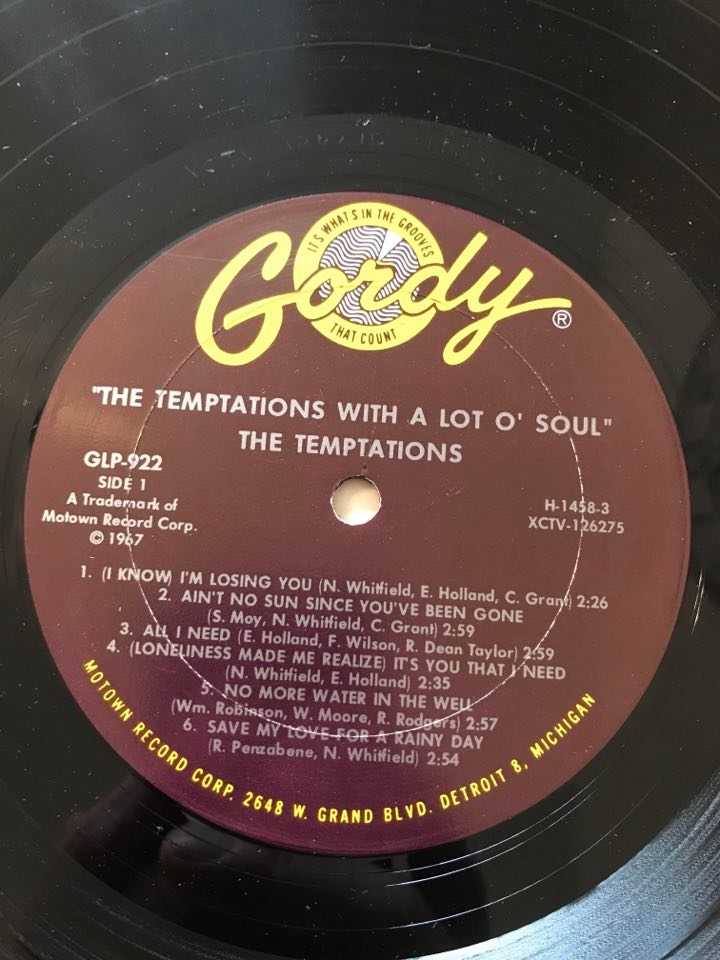 IT'S WHAT'S IN THE GROOVES
Gordy ®
THAT COUNT
"THE TEMPTATIONS WITH A LOT O' SOUL"
THE TEMPTATIONS
GLP-922
SIDE 1
A Trademark of
Motown Record Corp.
© 1967
H-1458-3
XCTV-126275
1. (I KNOW) I'M LOSING YOU (N. Whitfield, E. Holland, C. Grant) 2:26
2. AIN'T NO SUN SINCE YOU'VE BEEN GONE
(S. Moy, N. Whitfield, C. Grant) 2:59
3. ALL I NEED (E. Holland, F. Wilson, R. Dean Taylor) 2:59
4. (LONELINESS MADE ME REALIZE) IT'S YOU THAT I NEED
(N. Whitfield, E. Holland) 2:35
5. NO MORE WATER IN THE WELL
(Wm. Robinson, W. Moore, R. Rodgers) 2:57
6. SAVE MY LOVE FOR A RAINY DAY
(R. Penzabene, N. Whitfield) 2:54
MOTOWN RECORD CORP. 2648 W. GRAND BLVD. DETROIT 8, MICHIGAN